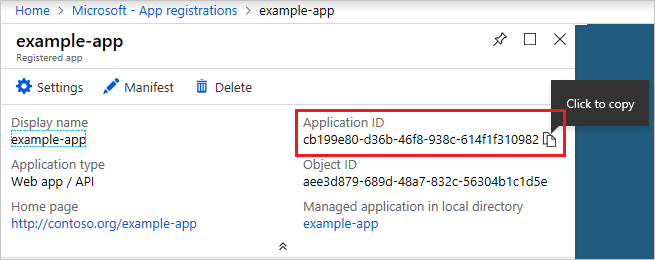 Home > Microsoft - App registrations > example-app
example-app
Registered app
Settings Manifest Delete
Click to copy
Display name
example-app
Application ID
cb199e80-d36b-46f8-938c-614f1f310982
Application type
Web app / API
Object ID
aee3d879-689d-48a7-832c-56304b1c1d5e
Home page
http://contoso.org/example-app
Managed application in local directory
example-app